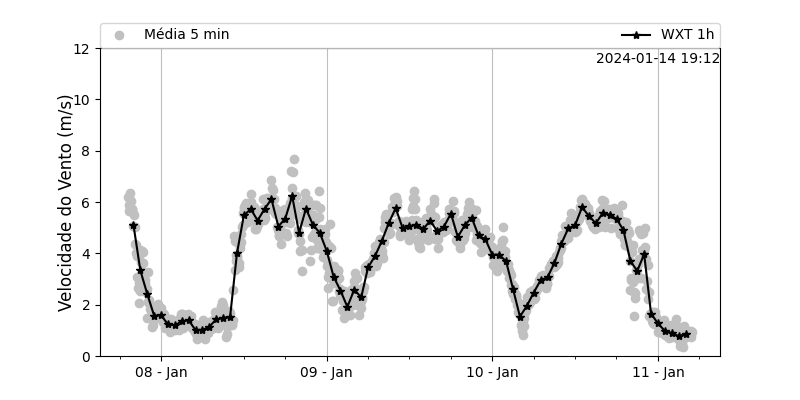 Média 5 min
WXT 1h
2024-01-14 19:12
Velocidade do Vento (m/s)
12
10
8
6
4
2
0
08 - Jan
09 - Jan
10 - Jan
11 - Jan